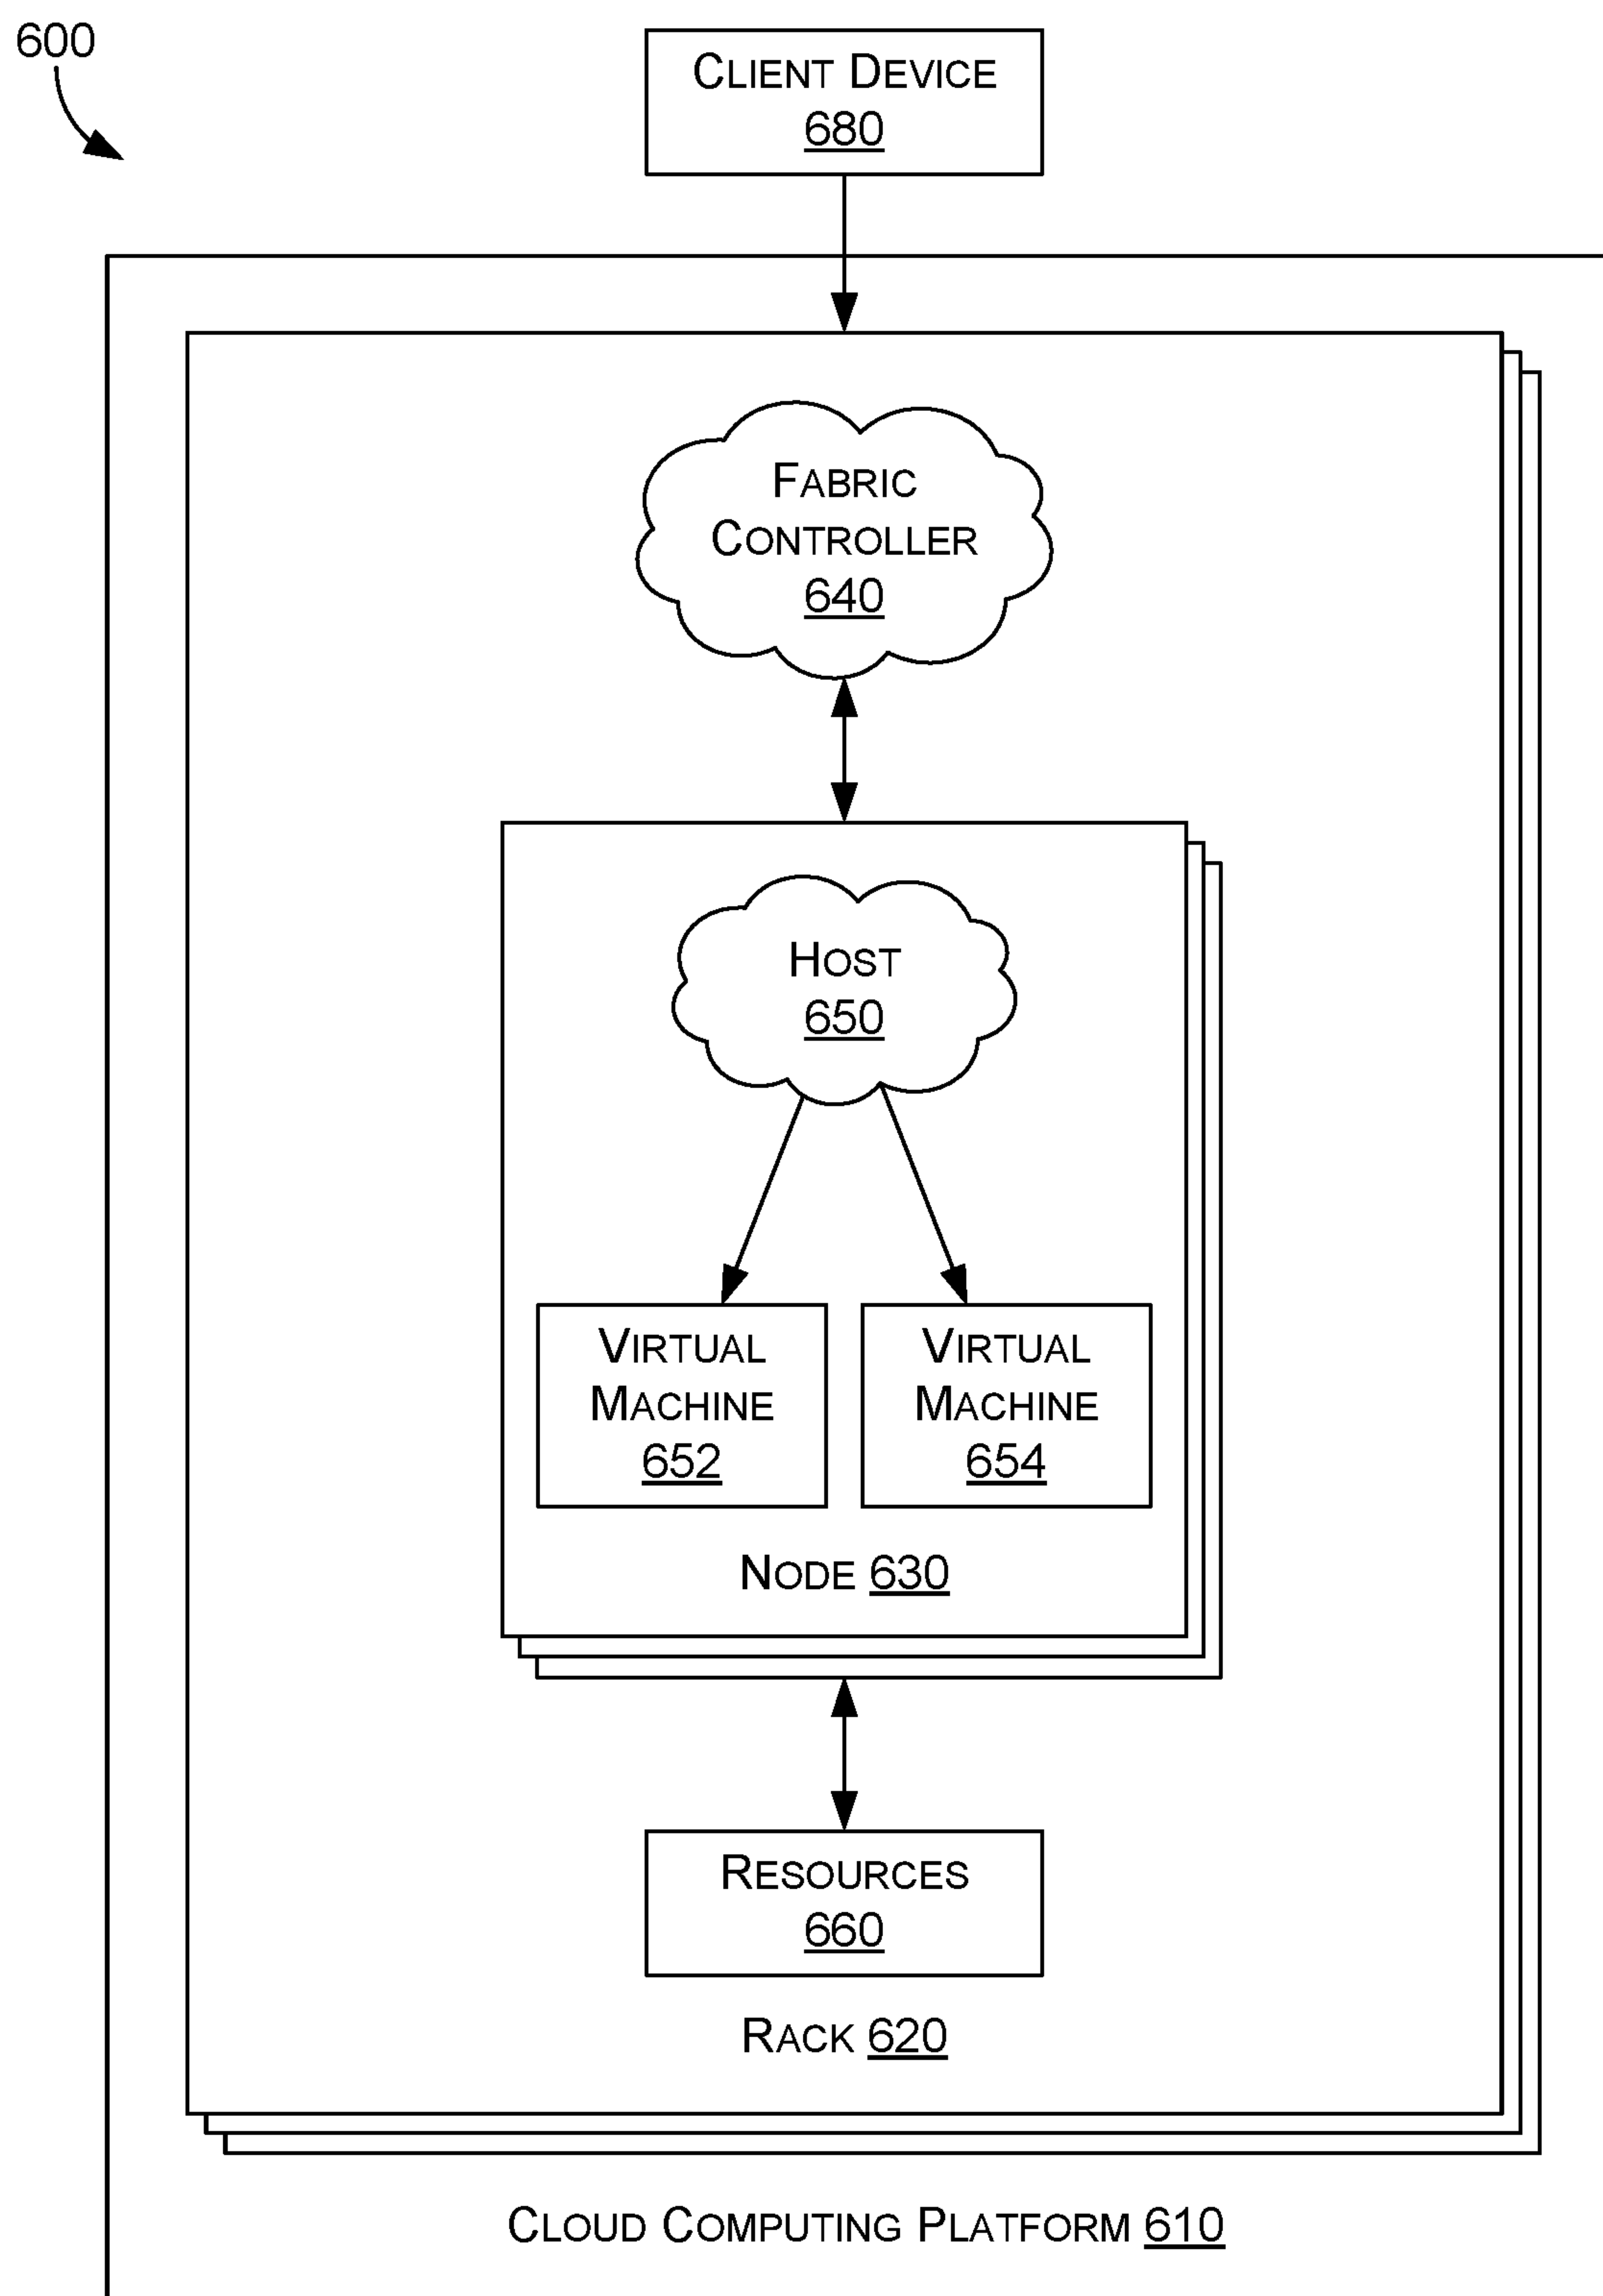 600
CLIENT DEVICE
680
FABRIC
CONTROLLER
640
HOST
650
VIRTUAL
MACHINE
652
VIRTUAL
MACHINE
654
NODE 630
RESOURCES
660
RACK 620
CLOUD COMPUTING PLATFORM 610